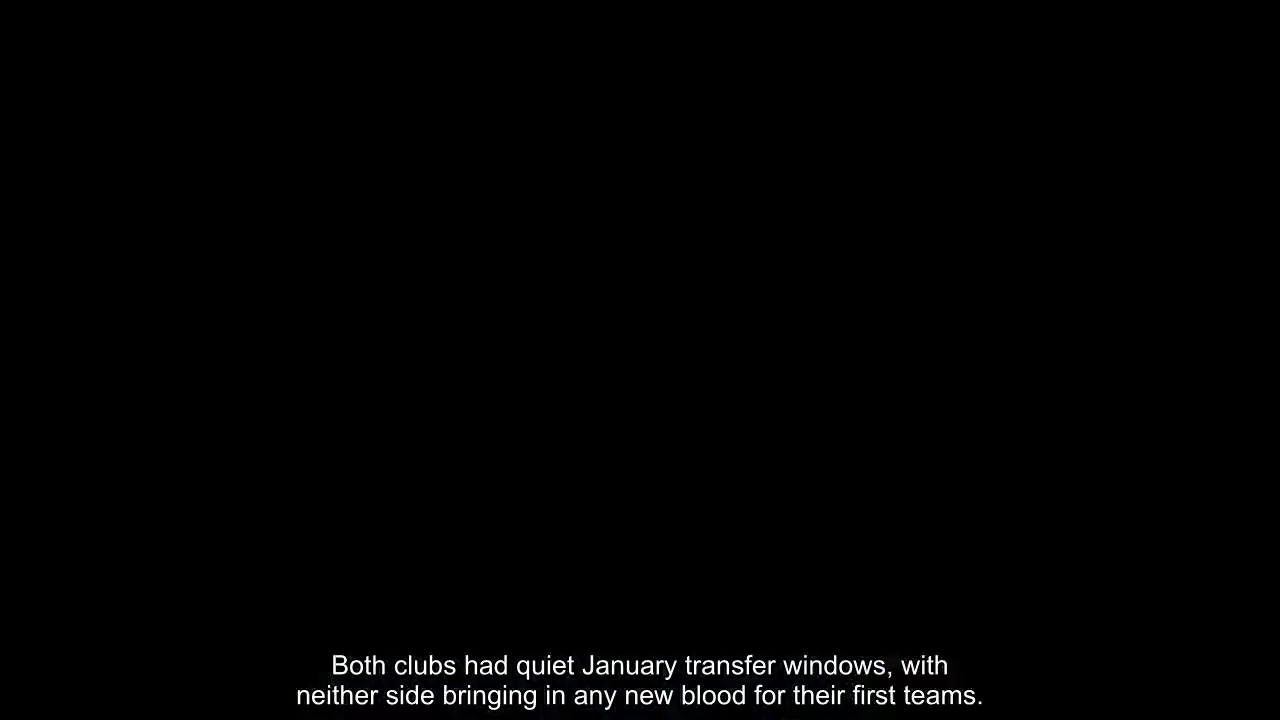 Both clubs had quiet January transfer windows, with
neither side bringing in any new blood for their first teams.